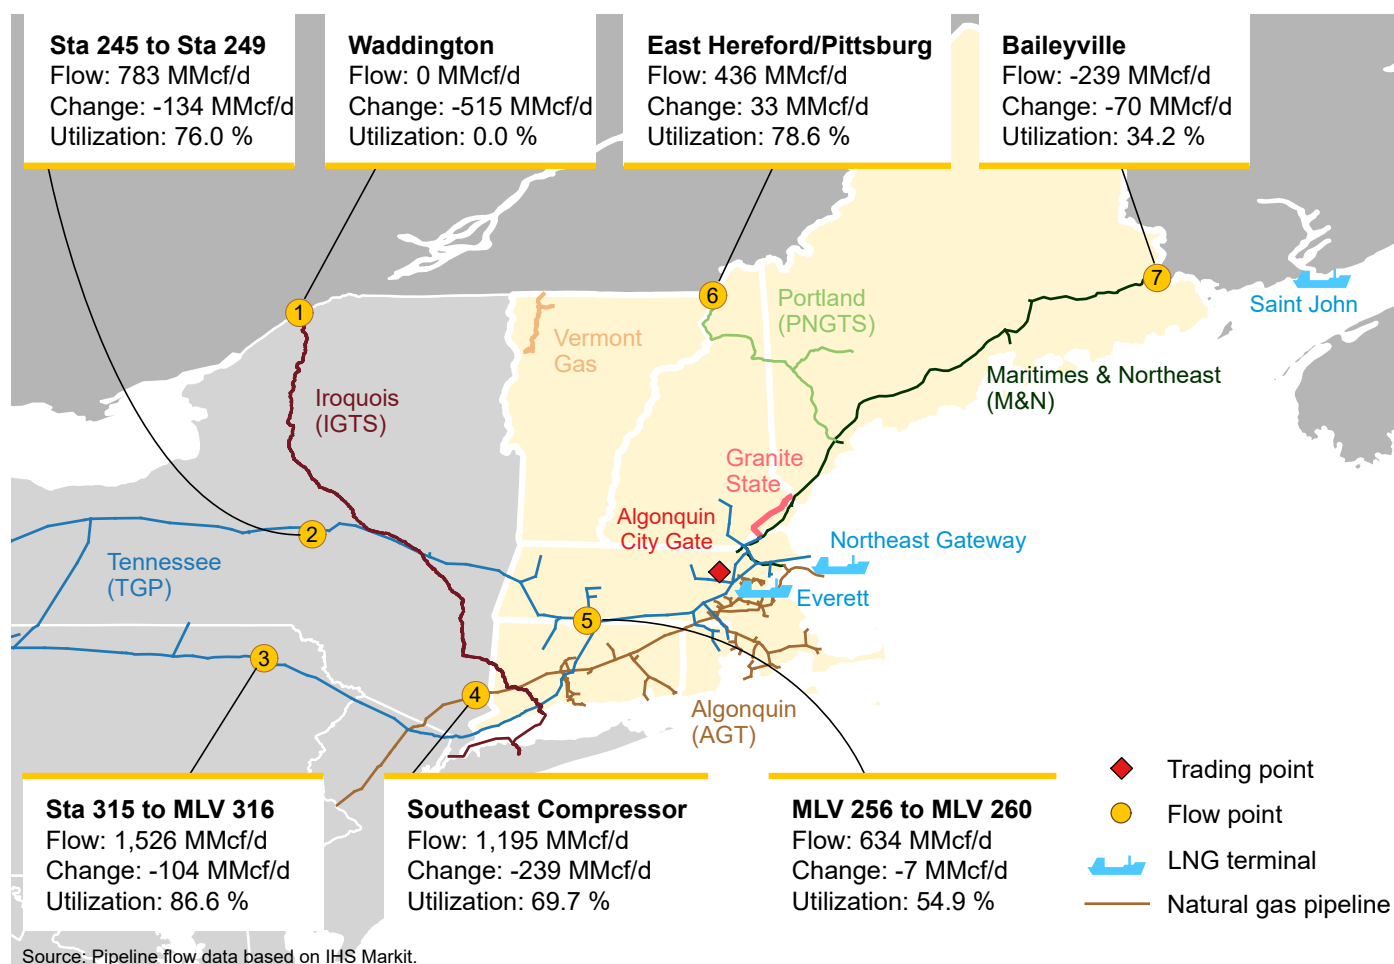 Sta 245 to Sta 249
Flow: 783 MMcf/d
Change: -134 MMcf/d
Utilization: 76.0 %
Waddington
Flow: 0 MMcf/d
Change: -515 MMcf/d
Utilization: 0.0 %
East Hereford/Pittsburg
Flow: 436 MMcf/d
Change: 33 MMcf/d
Utilization: 78.6 %
Baileyville
Flow: -239 MMcf/d
Change: -70 MMcf/d
Utilization: 34.2 %
1
6
7
Saint John
Portland
(PNGTS)
Vermont
Gas
Iroquois
(IGTS)
Maritimes & Northeast
(M&N)
Granite
State
Algonquin
City Gate
2
Northeast Gateway
Tennessee
(TGP)
Everett
5
3
4
Algonquin
(AGT)
Sta 315 to MLV 316
Flow: 1,526 MMcf/d
Change: -104 MMcf/d
Utilization: 86.6 %
Southeast Compressor
Flow: 1,195 MMcf/d
Change: -239 MMcf/d
Utilization: 69.7 %
MLV 256 to MLV 260
Flow: 634 MMcf/d
Change: -7 MMcf/d
Utilization: 54.9 %
Trading point
Flow point
LNG terminal
Natural gas pipeline
Source: Pipeline flow data based on IHS Markit.